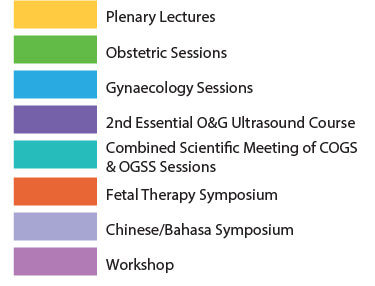 Plenary Lectures
Obstetric Sessions
Gynaecology Sessions
2nd Essential O&G Ultrasound Course
Combined Scientific Meeting of COGS
& OGSS Sessions
Fetal Therapy Symposium
Chinese/Bahasa Symposium
Workshop